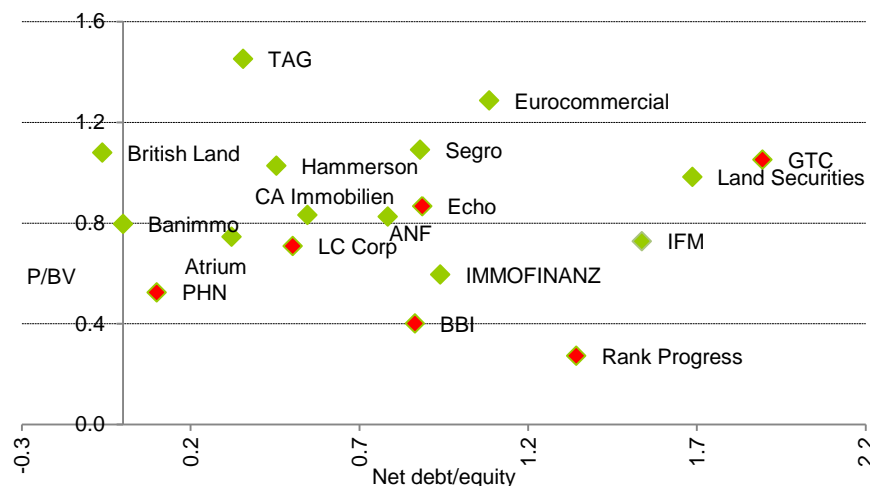 1.6
TAG
Eurocommercial
1.2
British Land
Segro
Hammerson
GTC
Land Securities
CA Immobilien
Echo
0.8
Banimmo
ANF
LC Corp
IFM
Atrium
P/BV
IMMOFINANZ
PHN
0.4
BBI
Rank Progress
0.0
-0.3
0.2
0.7
1.2
1.7
2.2
Net debt/equity